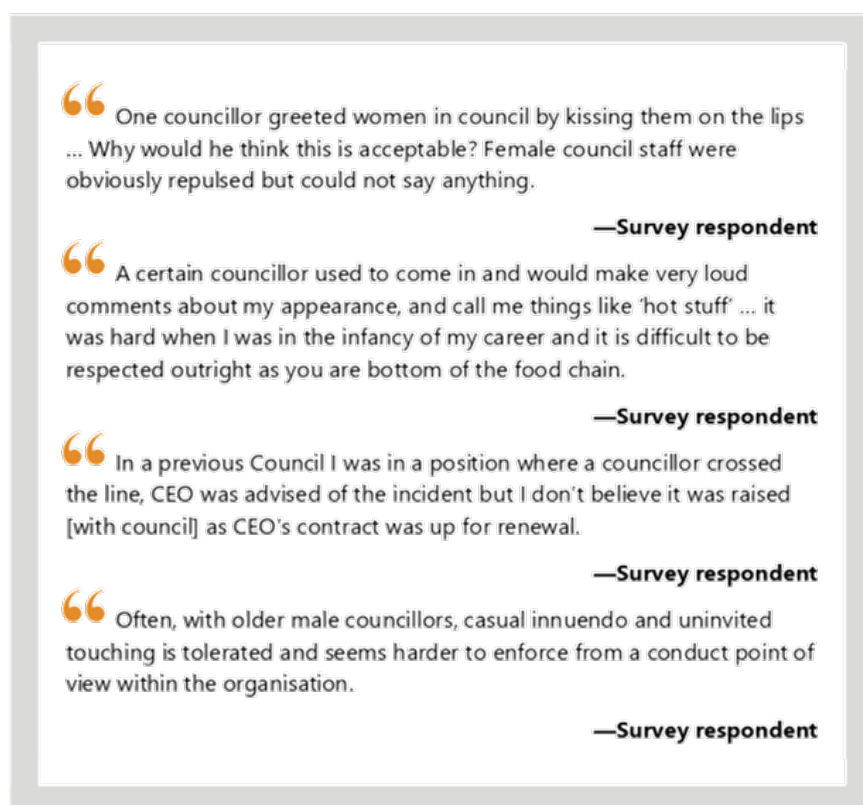 “ One councillor greeted women in council by kissing them on the lips
... Why would he think this is acceptable? Female council staff were
obviously repulsed but could not say anything.
—Survey respondent
“ A certain councillor used to come in and would make very loud
comments about my appearance, and call me things like ‘hot stuff’ ... it
was hard when I was in the infancy of my career and it is difficult to be
respected outright as you are bottom of the food chain.
—Survey respondent
“ In a previous Council I was in a position where a councillor crossed
the line, CEO was advised of the incident but I don’t believe it was raised
[with council] as CEO’s contract was up for renewal.
—Survey respondent
“ Often, with older male councillors, casual innuendo and uninvited
touching is tolerated and seems harder to enforce from a conduct point of
view within the organisation.
—Survey respondent